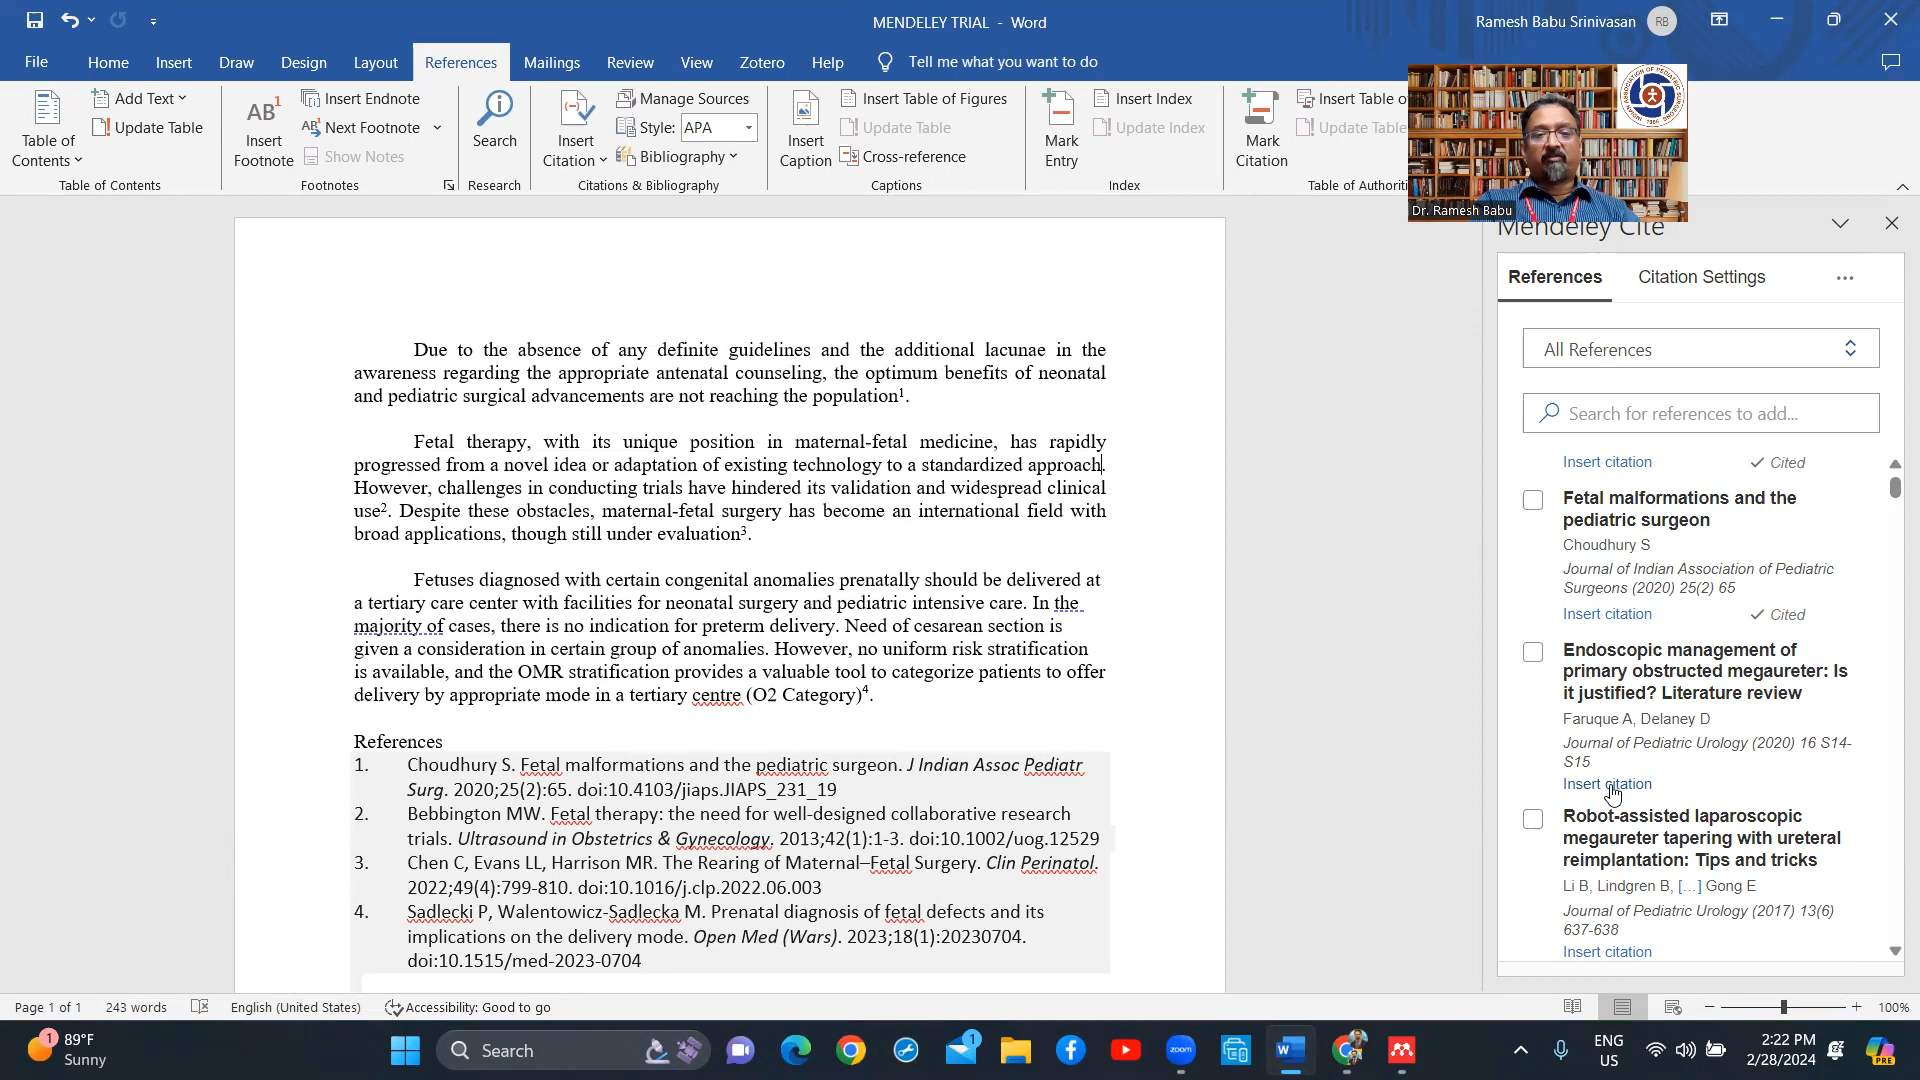 MENDELEY TRIAL - Word
Ramesh Babu Srinivasan
RB
File
Home
Insert
Draw
Design
Layout
References
Mailings
Review
View
Zotero
Help
Tell me what you want to do
Table of
Contents
Add Text
Update Table
Table of Contents
AB¹
Insert
Footnote
Insert Endnote
Next Footnote
Show Notes
Footnotes
Search
Research
Insert
Citation
Manage Sources
Style: APA
Bibliography
Citations & Bibliography
Insert
Caption
Insert Table of Figures
Update Table
Cross-reference
Captions
Mark
Entry
Insert Index
Update Index
Index
Mark
Citation
Insert Table o
Update Table
Table of Authori
Dr. Ramesh Babu
Due to the absence of any definite guidelines and the additional lacunae in the
awareness regarding the appropriate antenatal counseling, the optimum benefits of neonatal
and pediatric surgical advancements are not reaching the population¹.
Fetal therapy, with its unique position in maternal-fetal medicine, has rapidly
progressed from a novel idea or adaptation of existing technology to a standardized approach.
However, challenges in conducting trials have hindered its validation and widespread clinical
use². Despite these obstacles, maternal-fetal surgery has become an international field with
broad applications, though still under evaluation³.
Fetuses diagnosed with certain congenital anomalies prenatally should be delivered at
a tertiary care center with facilities for neonatal surgery and pediatric intensive care. In the
majority of cases, there is no indication for preterm delivery. Need of cesarean section is
given a consideration in certain group of anomalies. However, no uniform risk stratification
is available, and the OMR stratification provides a valuable tool to categorize patients to offer
delivery by appropriate mode in a tertiary centre (O2 Category)⁴.
References
1. Choudhury S. Fetal malformations and the pediatric surgeon. J Indian Assoc Pediatr
Surg. 2020;25(2):65. doi:10.4103/jiaps.JIAPS_231_19
2. Bebbington MW. Fetal therapy: the need for well-designed collaborative research
trials. Ultrasound in Obstetrics & Gynecology. 2013;42(1):1-3. doi:10.1002/uog.12529
3. Chen C, Evans LL, Harrison MR. The Rearing of Maternal–Fetal Surgery. Clin Perinatol.
2022;49(4):799-810. doi:10.1016/j.clp.2022.06.003
4. Sadlecki P, Walentowicz-Sadlecka M. Prenatal diagnosis of fetal defects and its
implications on the delivery mode. Open Med (Wars). 2023;18(1):20230704.
doi:10.1515/med-2023-0704
Mendeley Cite
References
Citation Settings
All References
Search for references to add...
Insert citation
Cited
Fetal malformations and the
pediatric surgeon
Choudhury S
Journal of Indian Association of Pediatric
Surgeons (2020) 25(2) 65
Insert citation
Cited
Endoscopic management of
primary obstructed megaureter: Is
it justified? Literature review
Faruque A, Delaney D
Journal of Pediatric Urology (2020) 16 S14-
S15
Insert citation
Robot-assisted laparoscopic
megaureter tapering with ureteral
reimplantation: Tips and tricks
Li B, Lindgren B, [...] Gong E
Journal of Pediatric Urology (2017) 13(6)
637-638
Insert citation
Page 1 of 1
243 words
English (United States)
Accessibility: Good to go
100%
1
89°F
Sunny
Search
1
zoom
W
ENG
US
2:22 PM
2/28/2024
PRE